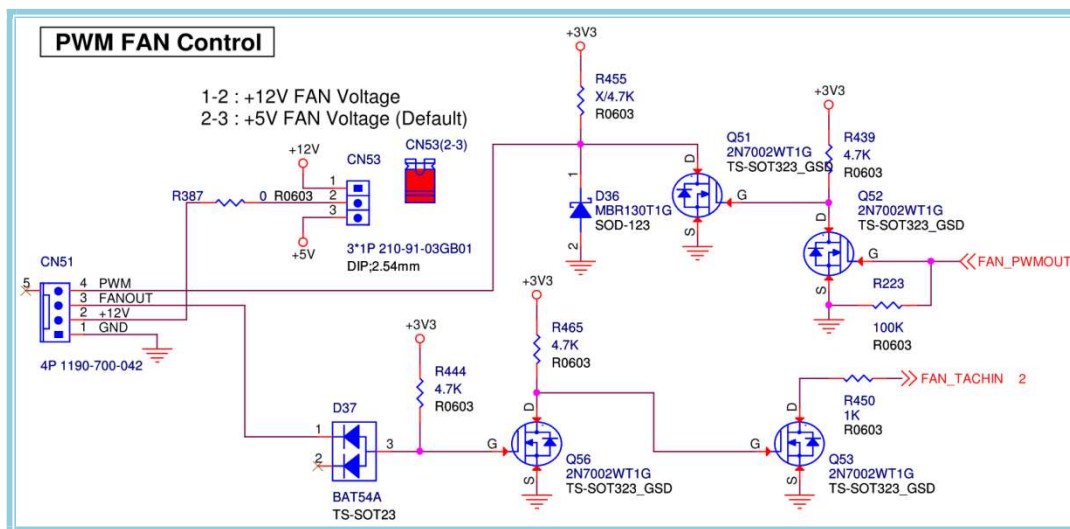 PWM FAN Control
1-2 : +12V FAN Voltage
2-3 : +5V FAN Voltage (Default)
+12V
CN53
CN53(2-3)
1
2
3
R387
0 R0603
+5V
3*1P 210-91-03GB01
DIP;2.54mm
CN51
5
4 PWM
3 FANOUT
2 +12V
1 GND
4P 1190-700-042
+3V3
R455
X/4.7K
R0603
1
D36
MBR130T1G
SOD-123
2
Q51
2N7002WT1G
TS-SOT323_GSD
D
G
S
+3V3
R439
4.7K
R0603
Q52
2N7002WT1G
TS-SOT323_GSD
D
G
S
FAN_PWMOUT
R223
100K
R0603
+3V3
R444
4.7K
R0603
D37
1
2
3
BAT54A
TS-SOT23
+3V3
R465
4.7K
R0603
D
G
S
Q56
2N7002WT1G
TS-SOT323_GSD
D
G
S
Q53
2N7002WT1G
TS-SOT323_GSD
R450
1K
R0603
FAN_TACHIN 2